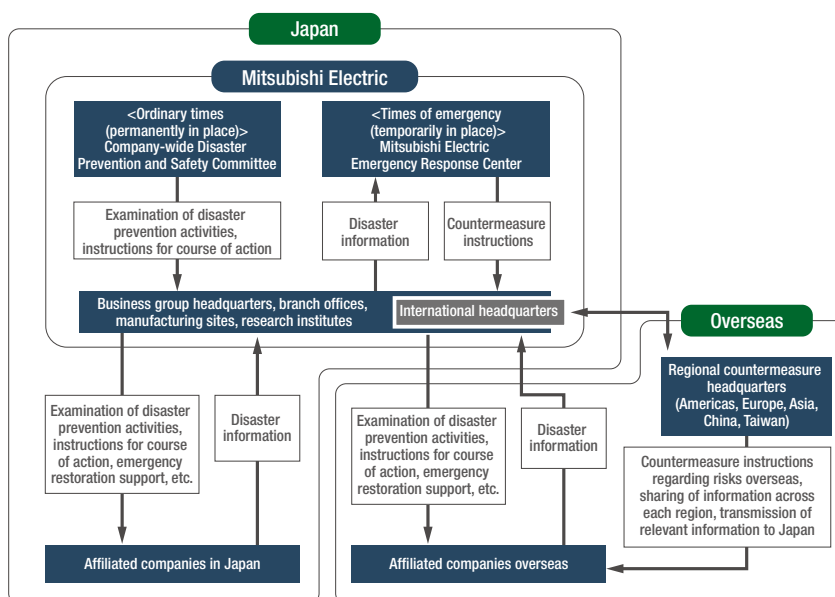 Japan
Mitsubishi Electric
<Ordinary times
(permanently in place)>
Company-wide Disaster
Prevention and Safety Committee
<Times of emergency
(temporarily in place)>
Mitsubishi Electric
Emergency Response Center
Examination of disaster
prevention activities,
instructions for course of action
Disaster
information
Countermeasure
instructions
Business group headquarters, branch offices,
manufacturing sites, research institutes
International headquarters
Overseas
Regional countermeasure
headquarters
(Americas, Europe, Asia,
China, Taiwan)
Examination of disaster
prevention activities,
instructions for course
of action, emergency
restoration support, etc.
Disaster
information
Examination of disaster
prevention activities,
instructions for course
of action, emergency
restoration support, etc.
Disaster
information
Countermeasure instructions
regarding risks overseas,
sharing of information across
each region, transmission of
relevant information to Japan
Affiliated companies in Japan
Affiliated companies overseas